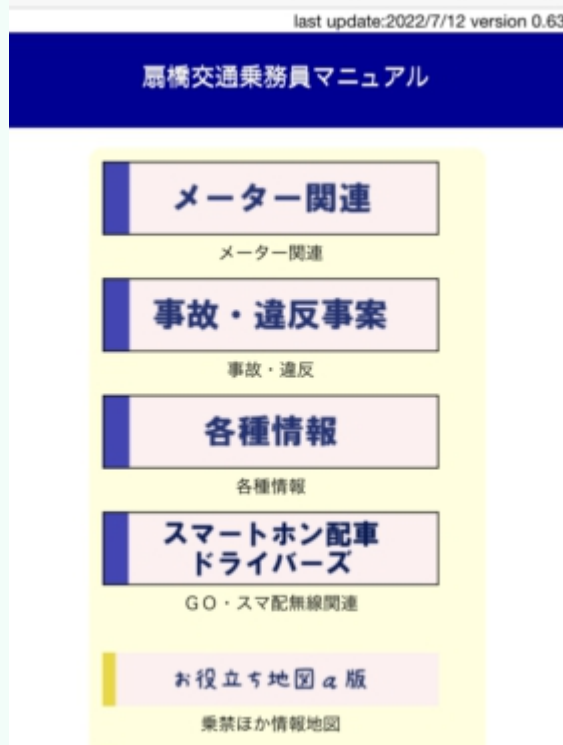 last update:2022/7/12 version 0.63
扇橋交通乗務員マニュアル
メーター関連
メーター関連
事故・違反事案
事故・違反
各種情報
各種情報
スマートホン配車
ドライバーズ
GO・スマ配無線関連
お役立ち地図α版
乗禁ほか情報地図